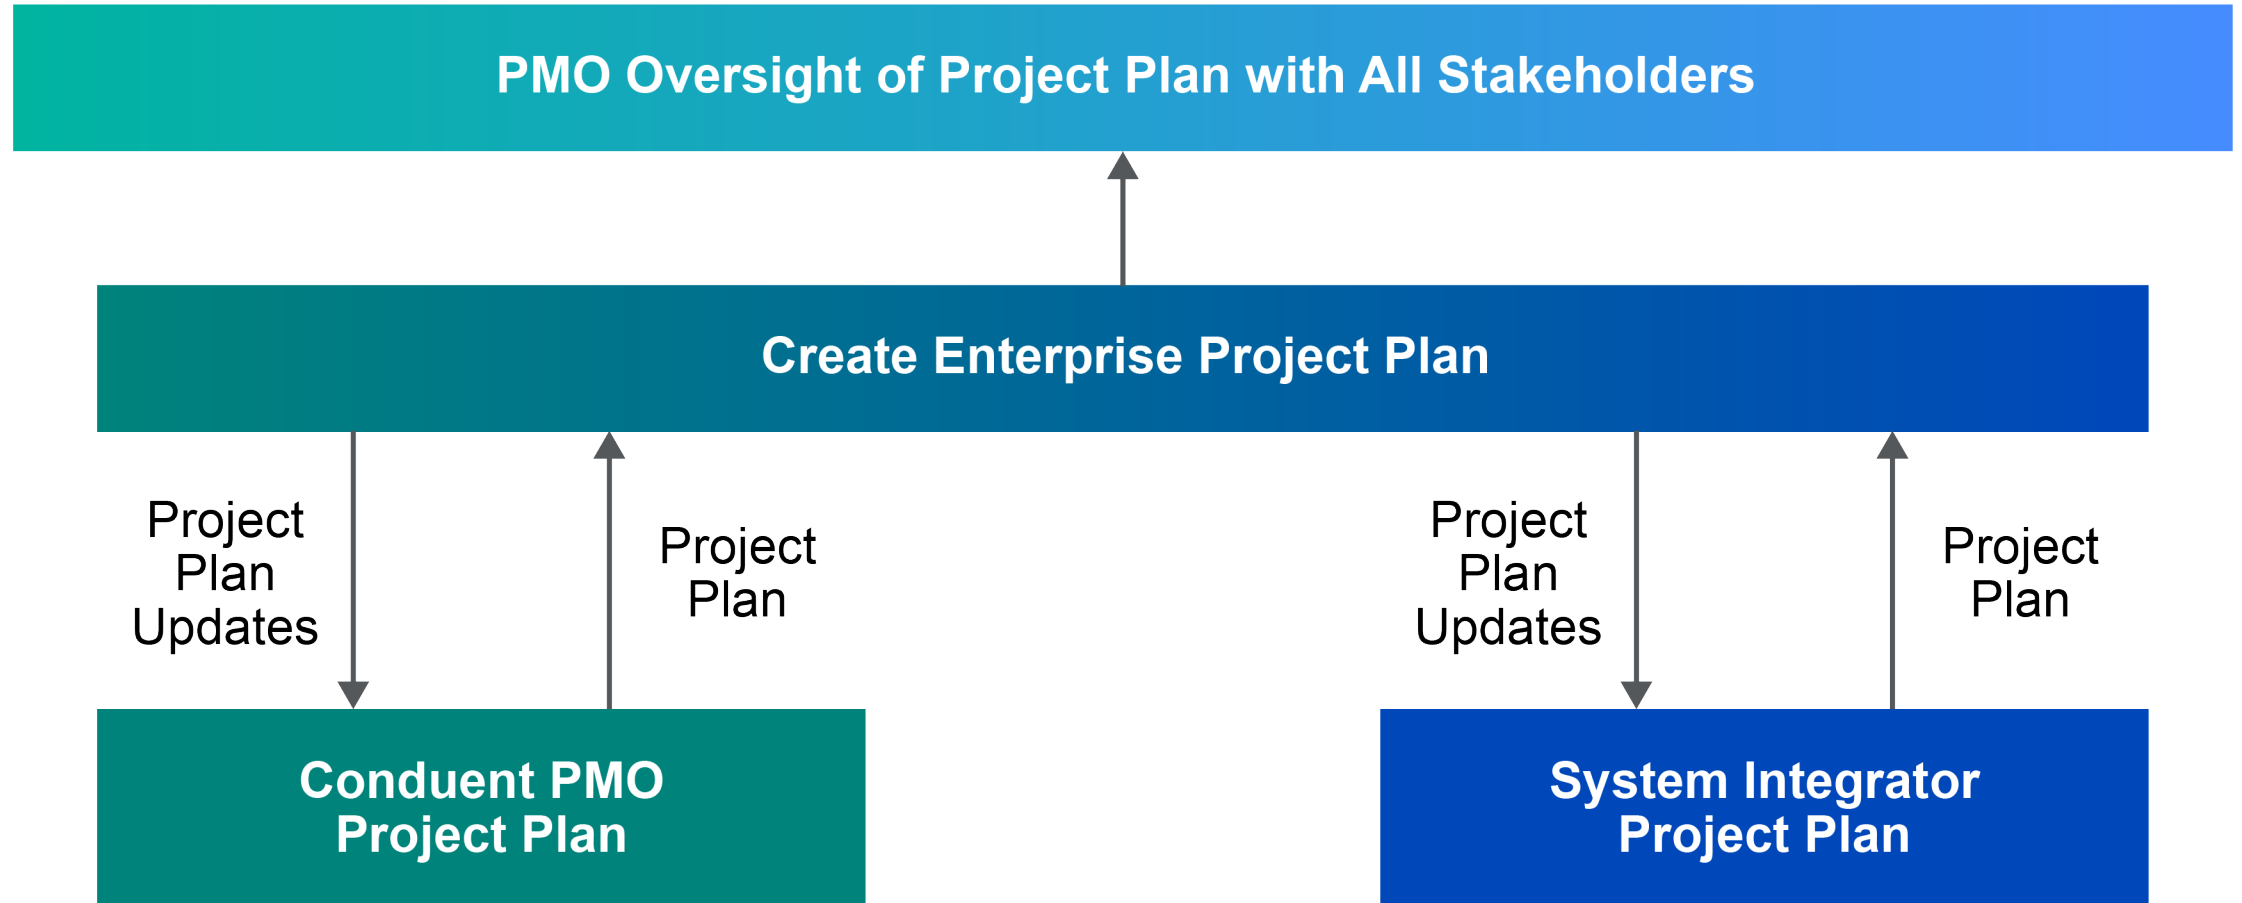 PMO Oversight of Project Plan with All Stakeholders
Create Enterprise Project Plan
Project
Plan
Updates
Project
Plan
Project
Plan
Updates
Project
Plan
Conduent PMO
Project Plan
System Integrator
Project Plan